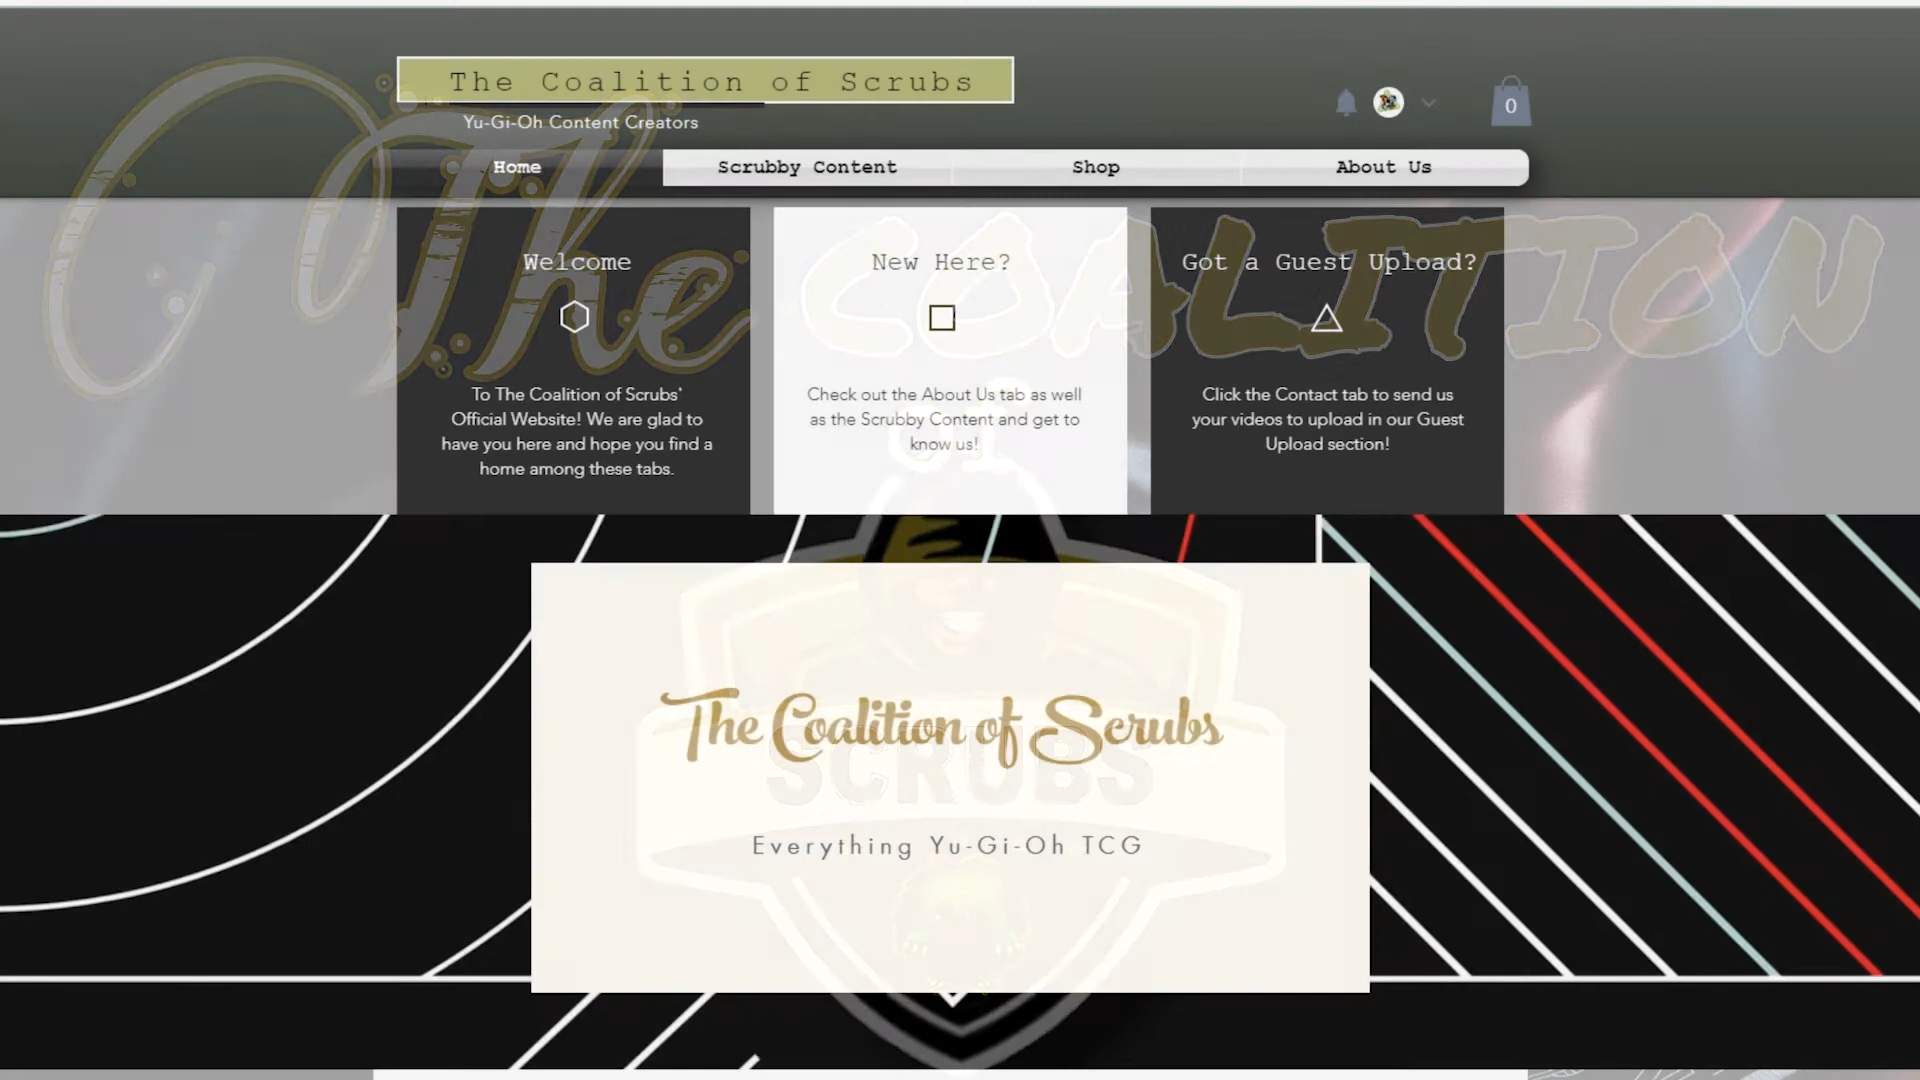 The Coalition of Scrubs
Yu-Gi-Oh Content Creators
0
Home
Scrubby Content
Shop
About Us
The COALITION
Welcome
New Here?
Got a Guest Upload?
To The Coalition of Scrubs'
Official Website! We are glad to
have you here and hope you find a
home among these tabs.
Check out the About Us tab as well
as the Scrubby Content and get to
know us!
Click the Contact tab to send us
your videos to upload in our Guest
Upload section!
of
The Coalition of Scrubs
SCRUBS
Everything Yu-Gi-Oh TCG